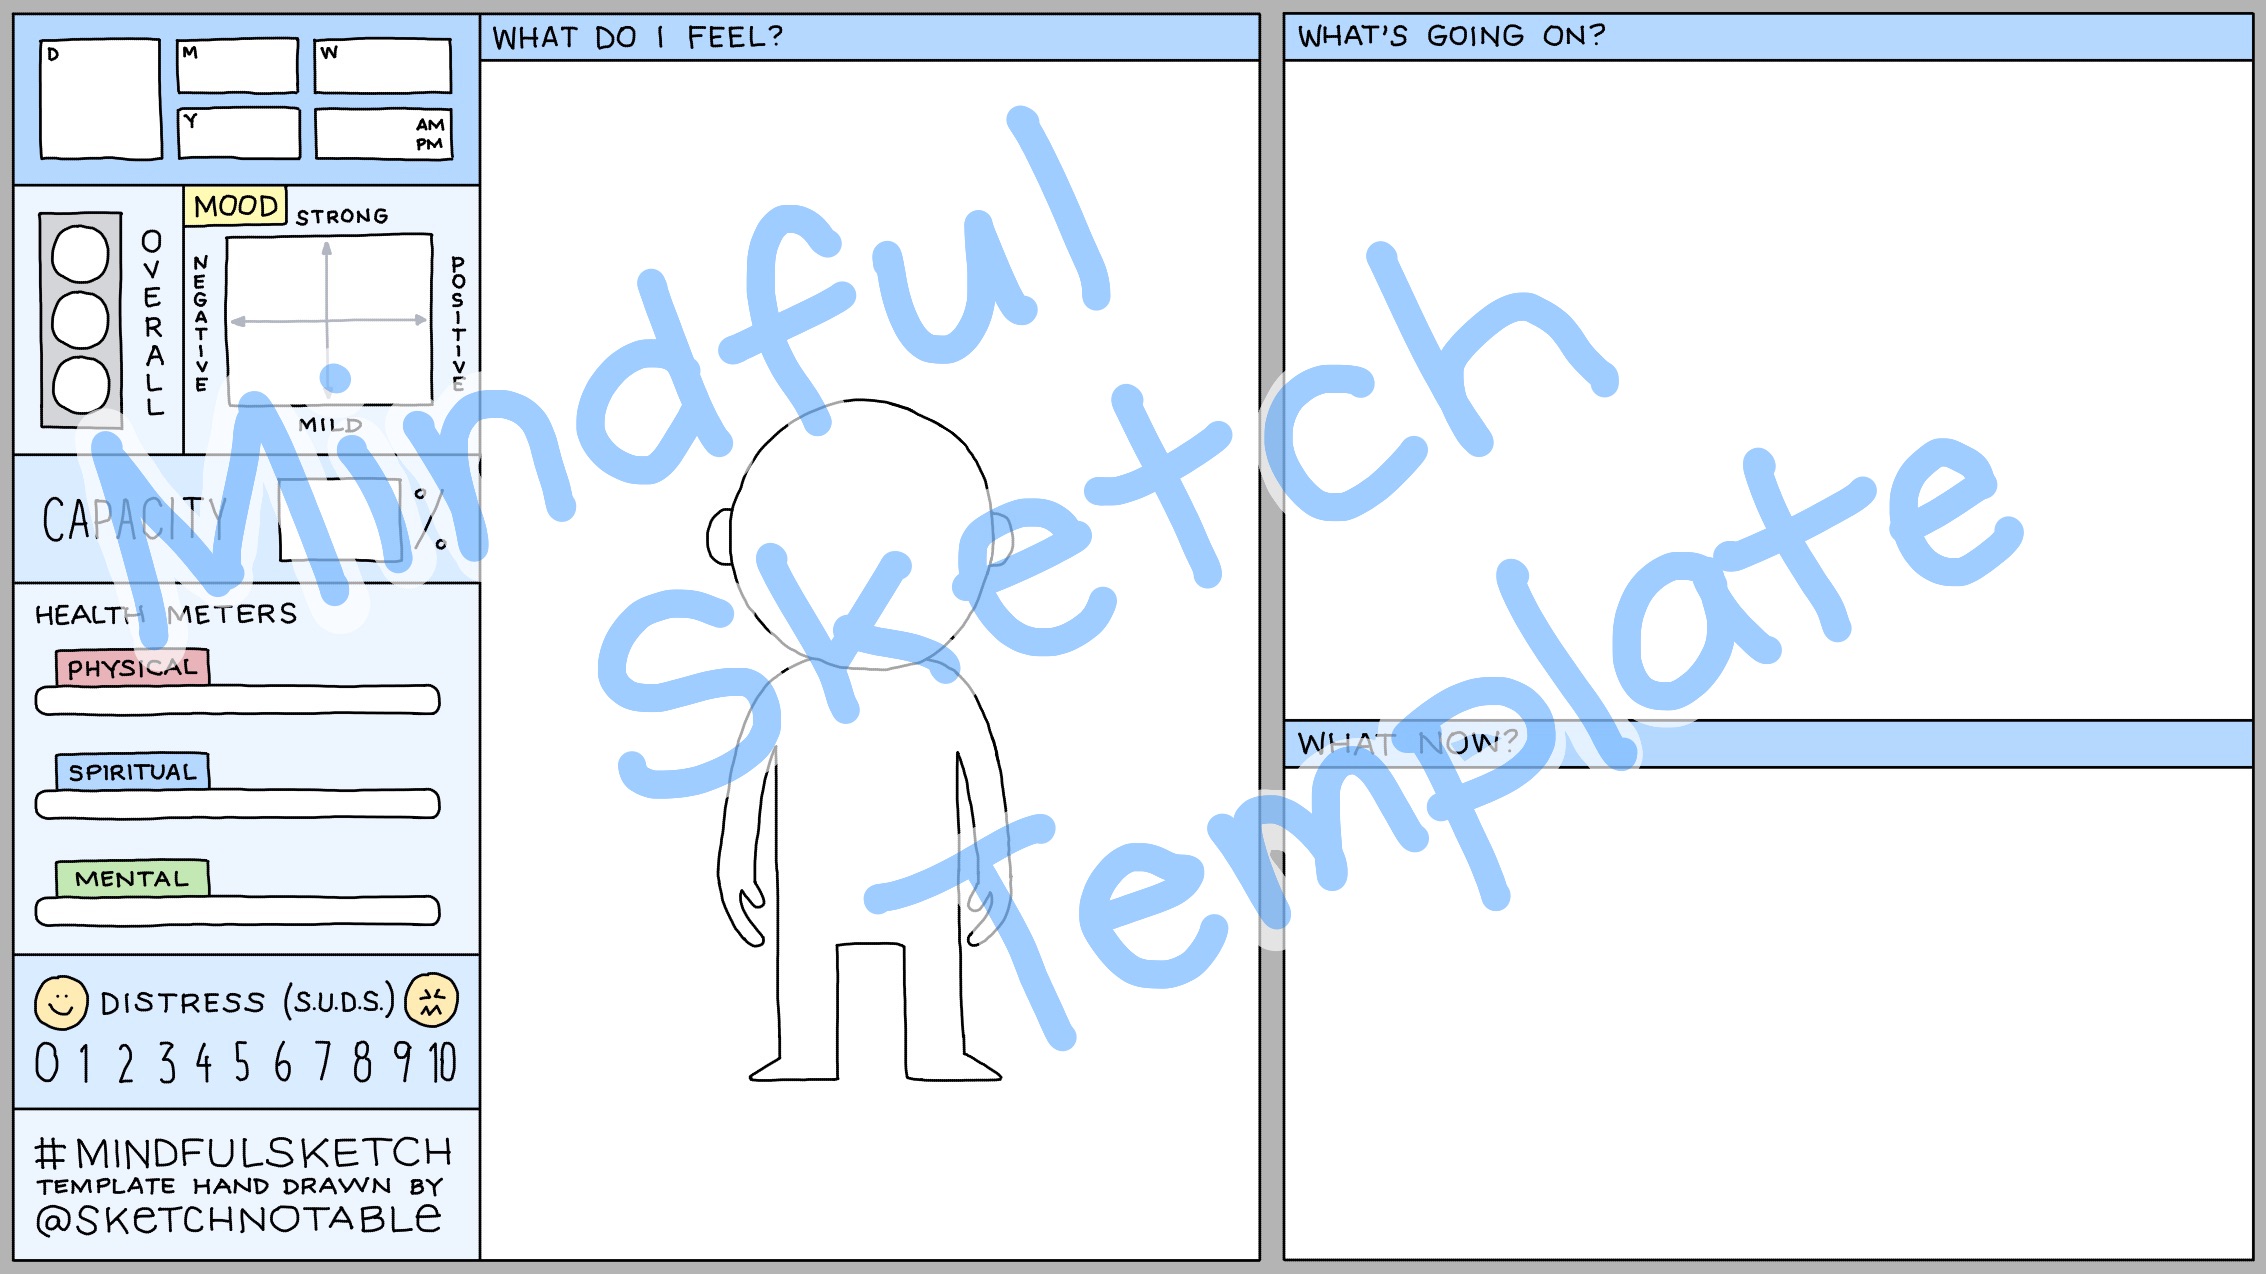 D
M
W
Y
AM
PM
OVERALL
MOOD
STRONG
NEGATIVE
POSITIVE
MILD
CAPACITY %
HEALTH METERS
PHYSICAL
SPIRITUAL
MENTAL
DISTRESS (S.U.D.S.)
0 1 2 3 4 5 6 7 8 9 10
#MINDFULSKETCH
TEMPLATE HAND DRAWN BY
@SKeTCHNOTABLe
WHAT DO I FEEL?
WHAT'S GOING ON?
WHAT NOW?
Mindful
Sketch
Template